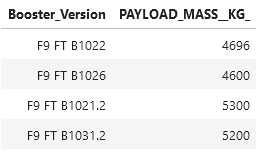 Booster_Version PAYLOAD_MASS__KG_
F9 FT B1022 4696
F9 FT B1026 4600
F9 FT B1021.2 5300
F9 FT B1031.2 5200